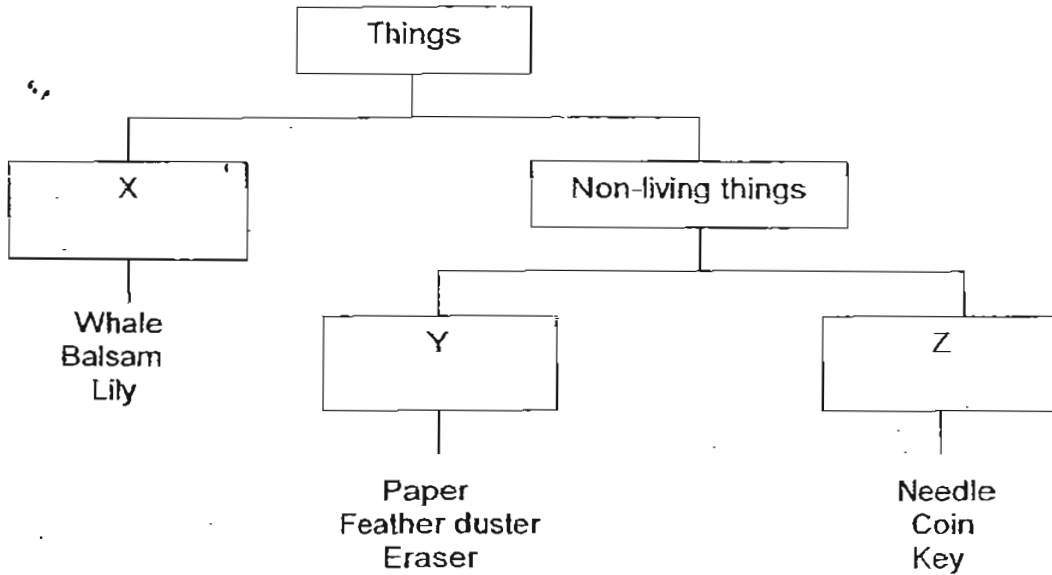 Things
X
Non-living things
Whale
Balsam
Lily
Y
Z
Paper
Feather duster
Eraser
Needle
Coin
Key